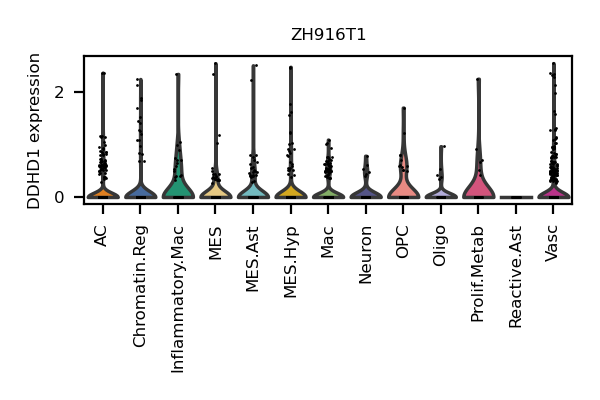 ZH916T1
DDHD1 expression
2
0
AC
Chromatin.Reg
Inflammatory.Mac
MES
MES.Ast
MES.Hyp
Mac
Neuron
OPC
Oligo
Prolif.Metab
Reactive.Ast
Vasc